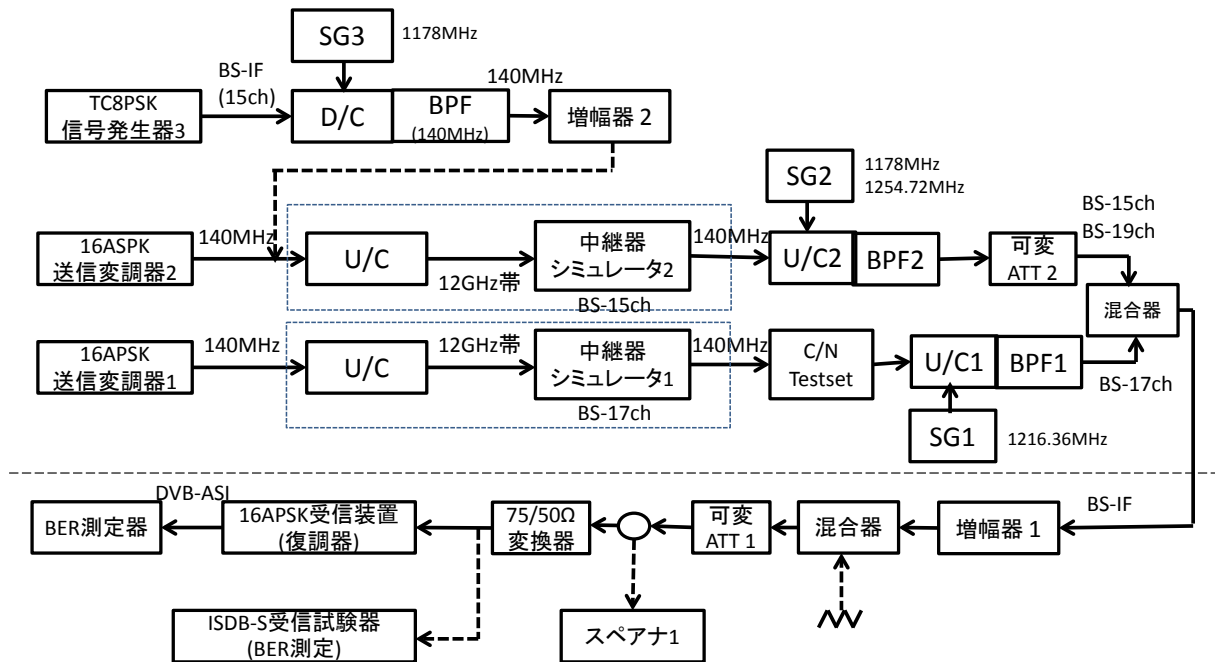 SG3
1178MHz
BS-IF
(15ch)
140MHz
TC8PSK
信号発生器3
D/C
BPF
(140MHz)
増幅器 2
SG2
1178MHz
1254.72MHz
BS-15ch
BS-19ch
16ASPK
送信変調器2
140MHz
U/C
12GHz帯
中継器
シミュレータ2
BS-15ch
140MHz
U/C2
BPF2
可変
ATT 2
混合器
16APSK
送信変調器1
140MHz
U/C
12GHz帯
中継器
シミュレータ1
BS-17ch
140MHz
C/N
Testset
U/C1
BPF1
BS-17ch
SG1
1216.36MHz
DVB-ASI
BER測定器
16APSK受信装置
(復調器)
75/50Ω
変換器
可変
ATT 1
混合器
増幅器 1
BS-IF
ISDB-S受信試験器
(BER測定)
スペアナ1